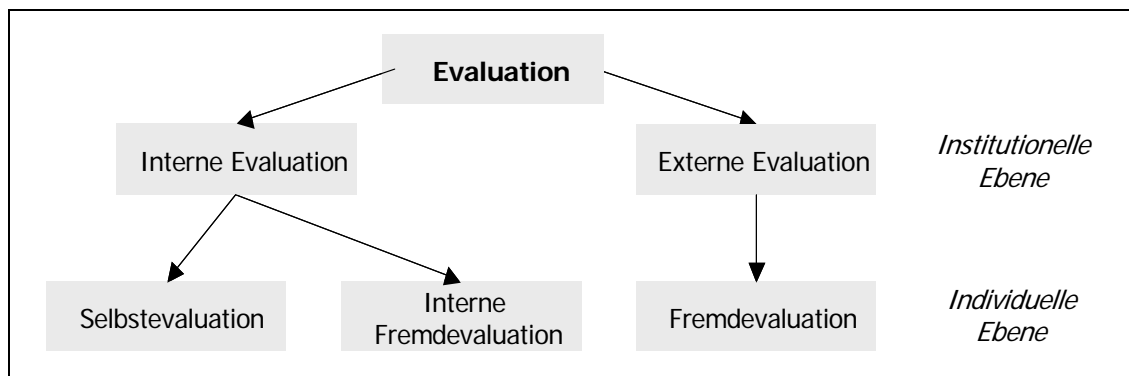 Evaluation
Interne Evaluation
Externe Evaluation
Institutionelle
Ebene
Selbstevaluation
Interne
Fremdevaluation
Fremdevaluation
Individuelle
Ebene